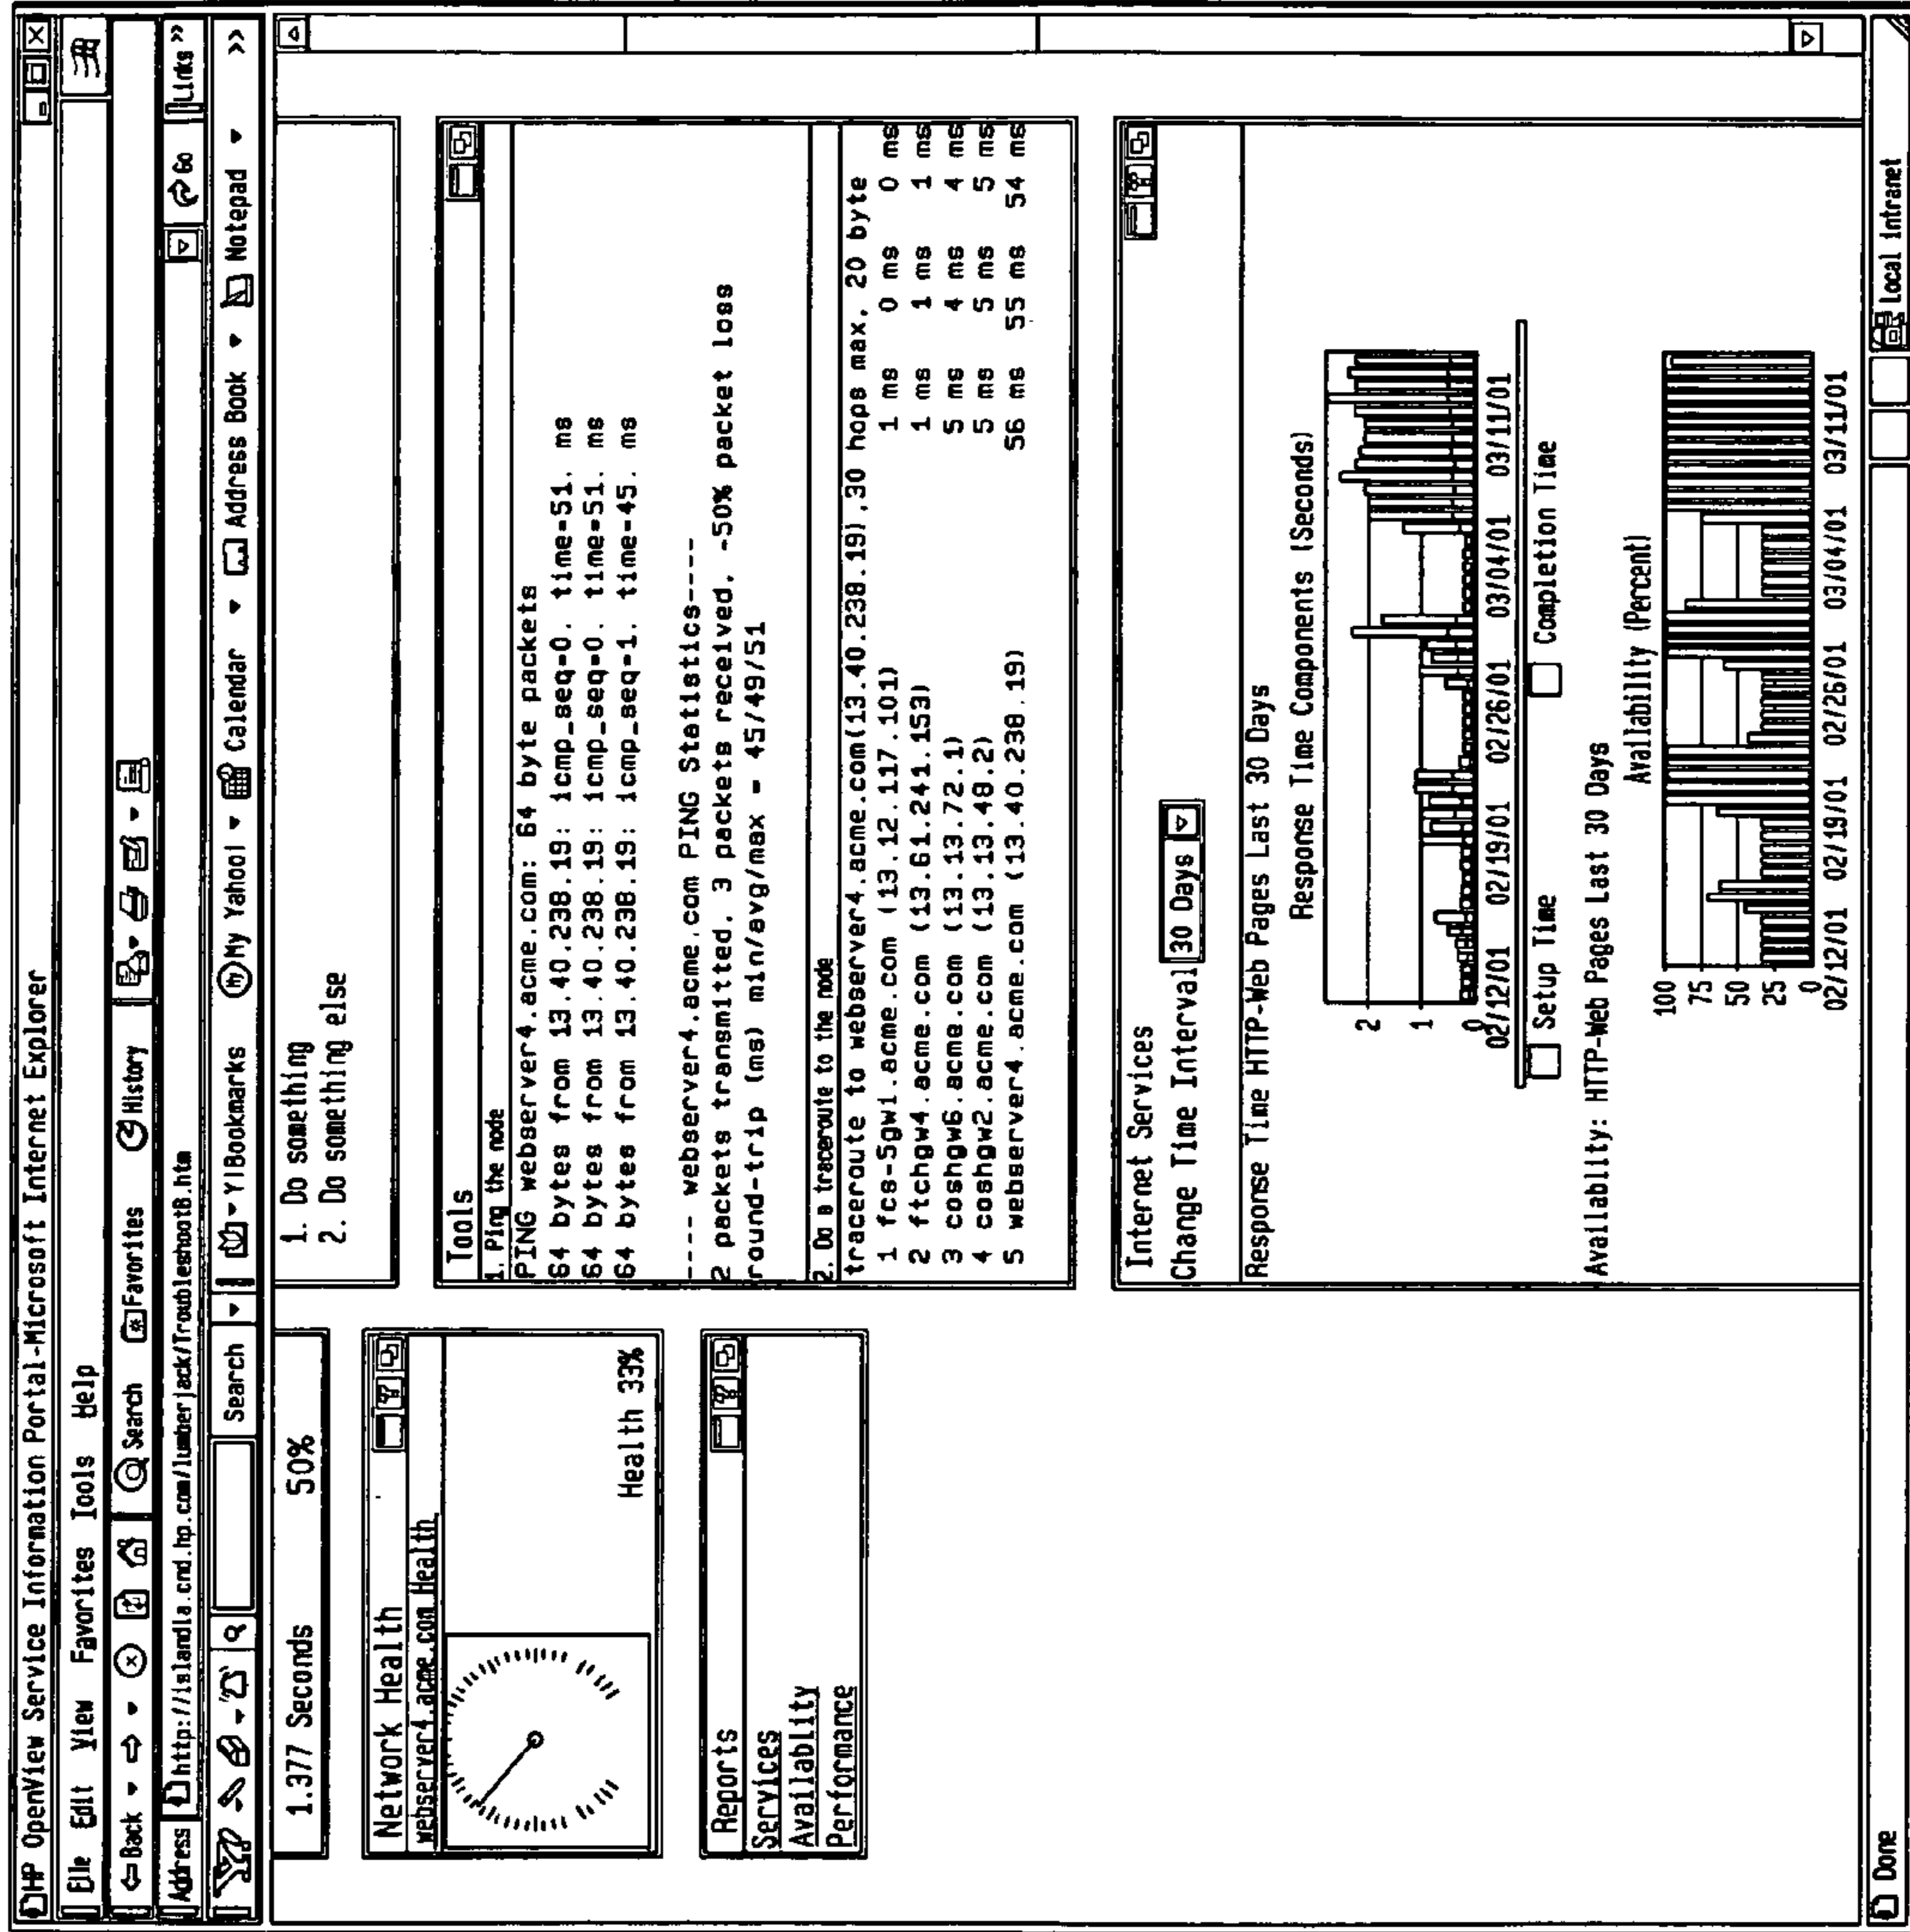 HP OpenView Service Information Portal-Microsoft Internet Explorer
Elle Edit View Favorites Tools Help
Back Search Favorites History
Address http://islandla.cnd.hp.com/lumberjack/TroubleshootB.htm Go Links >>
Search Y!Bookmarks My Yahool Calendar Address Book Notepad >>
1.377 Seconds 50%
Network Health
webserver4.acme.com Health
Health 33%
Reports
Services
Availablity
Performance
1. Do something
2. Do something else
Tools
1. Ping the node
PING webserver4.acme.com: 64 byte packets
64 bytes from 13.40.238.19: icmp_seq=0. time=51. ms
64 bytes from 13.40.238.19: icmp_seq=0. time=51. ms
64 bytes from 13.40.238.19: icmp_seq=1. time=45. ms
---- webserver4.acme.com PING Statistics----
2 packets transmitted, 3 packets received, -50% packet loss
round-trip (ms) min/avg/max = 45/49/51
2. Do a traceroute to the node
traceroute to webserver4.acme.com(13.40.238.19),30 hops max, 20 byte
1 fcs-5gw1.acme.com (13.12.117.101) 1 ms 0 ms 0 ms
2 ftchgw4.acme.com (13.61.241.153) 1 ms 1 ms 1 ms
3 coshgw6.acme.com (13.13.72.1) 5 ms 4 ms 4 ms
4 coshgw2.acme.com (13.13.48.2) 5 ms 5 ms 5 ms
5 webserver4.acme.com (13.40.238.19) 56 ms 55 ms 54 ms
Internet Services
Change Time Interval 30 Days
Response Time HTTP-Web Pages Last 30 Days
Response Time Components (Seconds)
2
1
0
02/12/01 02/19/01 02/26/01 03/04/01 03/11/01
Setup Time Completion Time
Availablity: HTTP-Web Pages Last 30 Days
Availability (Percent)
100
75
50
25
0
02/12/01 02/19/01 02/26/01 03/04/01 03/11/01
Done Local intranet